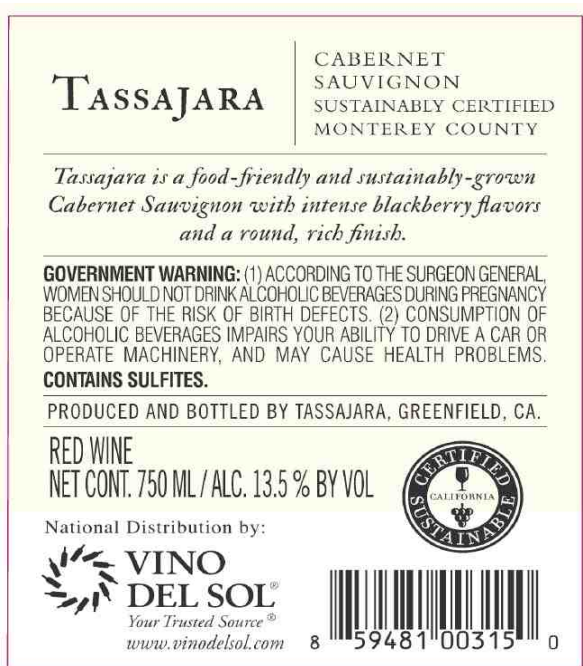 TASSAJARA
CABERNET
SAUVIGNON
SUSTAINABLY CERTIFIED
MONTEREY COUNTY
Tassajara is a food-friendly and sustainably-grown
Cabernet Sauvignon with intense blackberry flavors
and a round, rich finish.
GOVERNMENT WARNING: (1) ACCORDING TO THE SURGEON GENERAL,
WOMEN SHOULD NOT DRINK ALCOHOLIC BEVERAGES DURING PREGNANCY
BECAUSE OF THE RISK OF BIRTH DEFECTS. (2) CONSUMPTION OF
ALCOHOLIC BEVERAGES IMPAIRS YOUR ABILITY TO DRIVE A CAR OR
OPERATE MACHINERY, AND MAY CAUSE HEALTH PROBLEMS.
CONTAINS SULFITES.
PRODUCED AND BOTTLED BY TASSAJARA, GREENFIELD, CA.
RED WINE
NET CONT. 750 ML / ALC. 13.5 % BY VOL
CERTIFIED
CALIFORNIA
SUSTAINABLE
National Distribution by:
VINO
DEL SOL®
Your Trusted Source®
www.vinodelsol.com
8 59481 00315 0